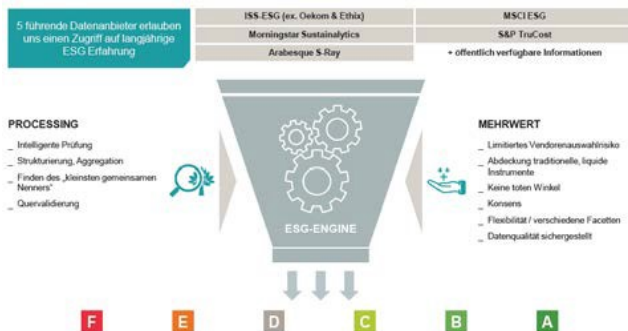 5 führende Datenanbieter erlauben
uns einen Zugriff auf langjährige
ESG Erfahrung
ISS-ESG (ex. Oekom & Ethix)
MSCI ESG
Morningstar Sustainalytics
S&P TruCost
Arabesque S-Ray
+ öffentlich verfügbare Informationen
PROCESSING
_ Intelligente Prüfung
_ Strukturierung, Aggregation
_ Finden des „kleinsten gemeinsamen
Nenners“
_ Quervalidierung
ESG-ENGINE
MEHRWERT
_ Limitiertes Vendorenauswahlrisiko
_ Abdeckung traditionelle, liquide
Instrumente
_ Keine toten Winkel
_ Konsens
_ Flexibilität / verschiedene Facetten
_ Datenqualität sichergestellt
F E D C B A